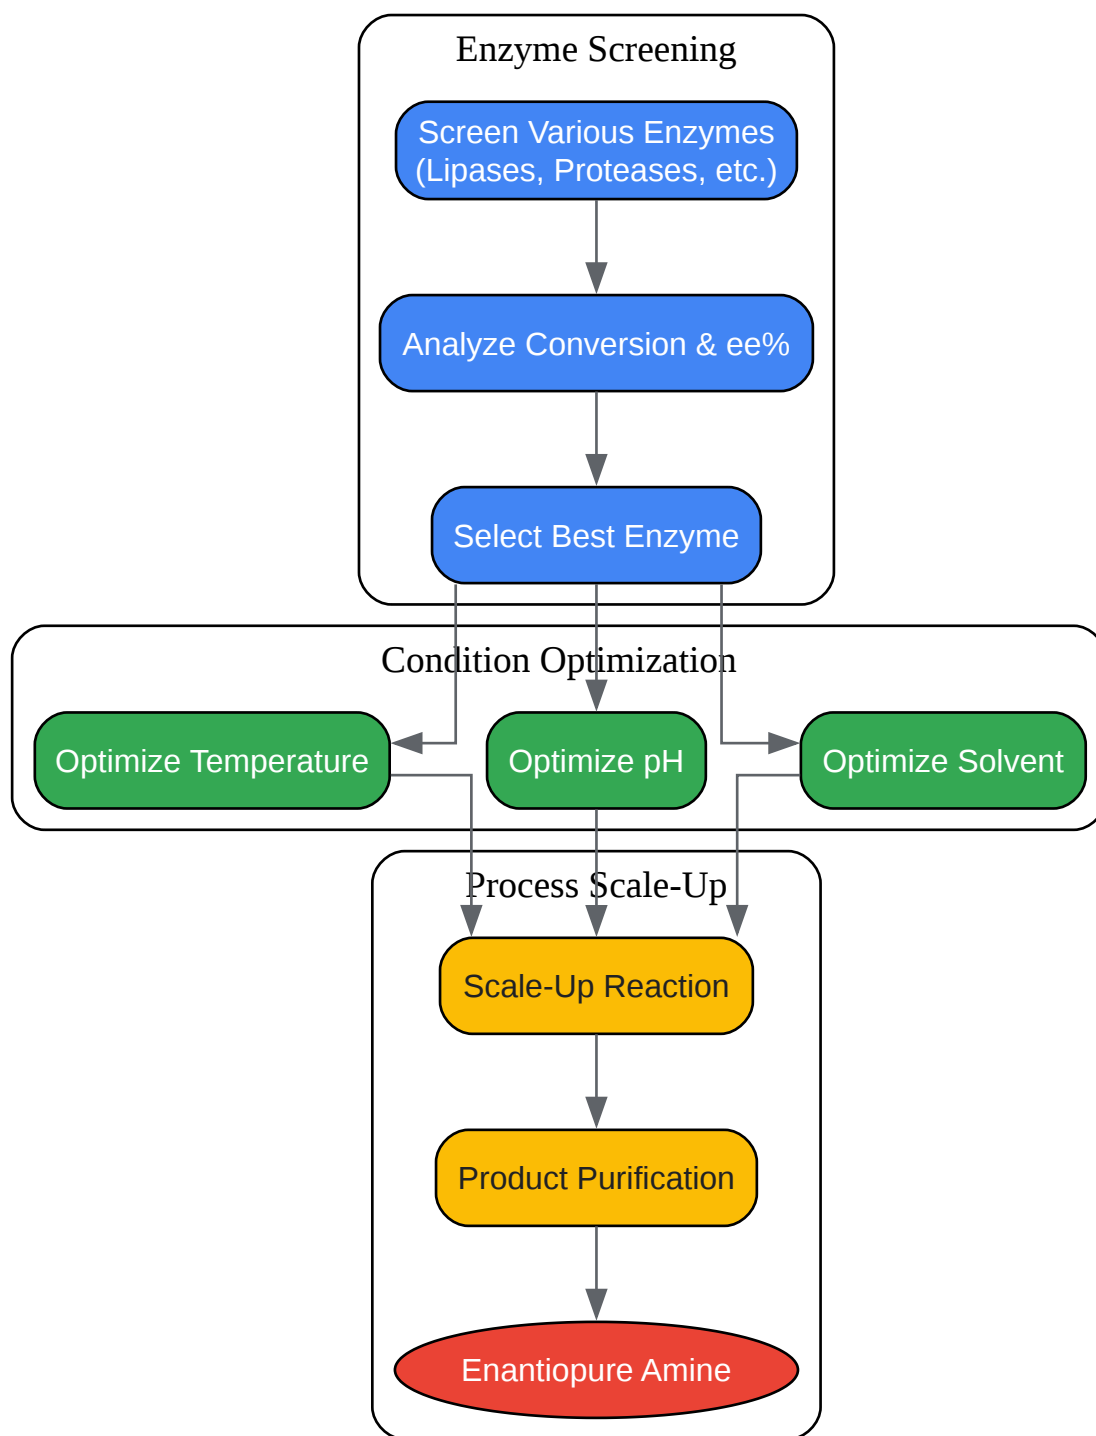 Enzyme Screening
Screen Various Enzymes
(Lipases, Proteases, etc.)
Analyze Conversion & ee%
Select Best Enzyme
Condition Optimization
Optimize Temperature
Optimize pH
Optimize Solvent
Process Scale-Up
Scale-Up Reaction
Product Purification
Enantiopure Amine